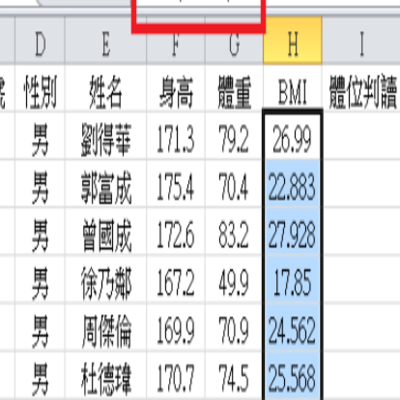 D E F G H I
性別 姓名 身高 體重 BMI 體位判讀
男 劉得華 171.3 79.2 26.99
男 郭富成 175.4 70.4 22.883
男 曾國成 172.6 83.2 27.928
男 徐乃鄰 167.2 49.9 17.85
男 周傑倫 169.9 70.9 24.562
男 杜德瑋 170.7 74.5 25.568